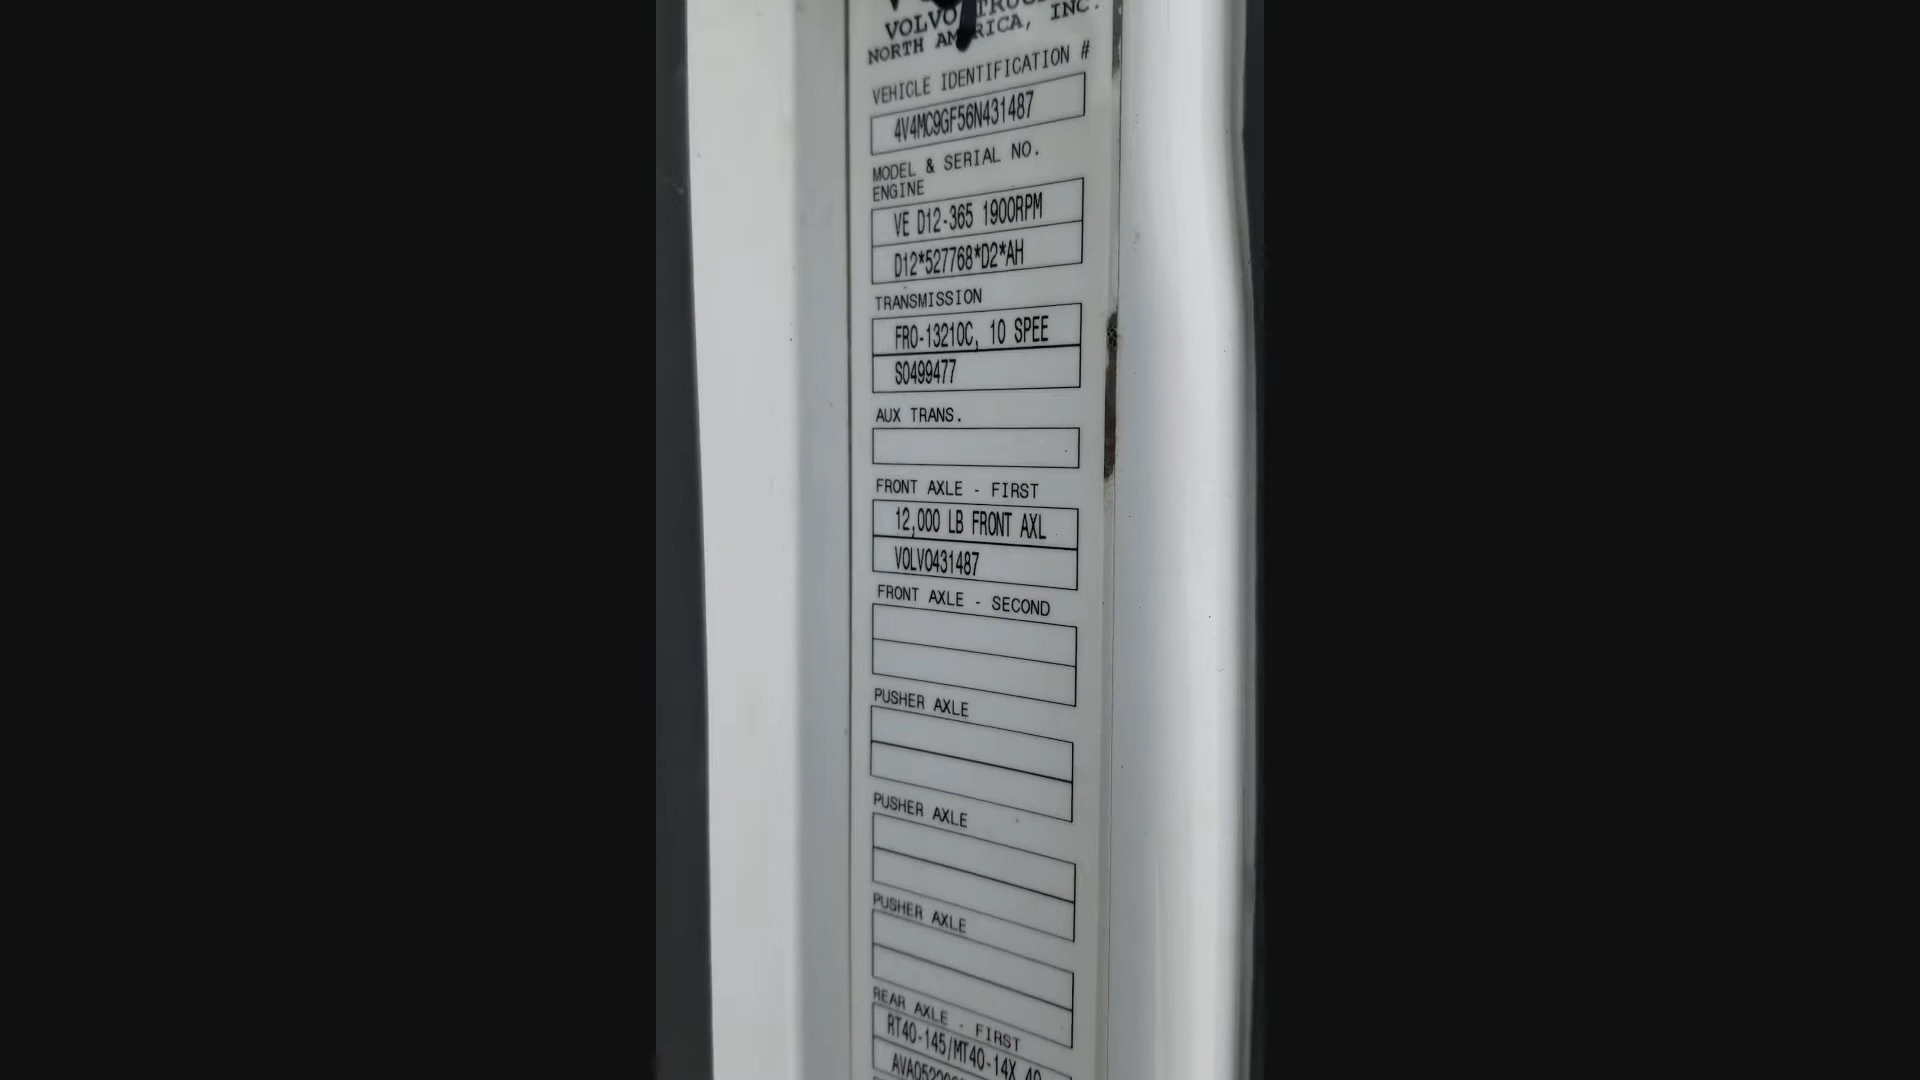 VOLVO TRUCK
NORTH AMERICA, INC.
VEHICLE IDENTIFICATION #
4V4MC9GF56N431487
MODEL & SERIAL NO.
ENGINE
VE D12-365 1900RPM
D12*527768*D2*AH
TRANSMISSION
FRO-13210C, 10 SPEE
S0499477
AUX TRANS.
FRONT AXLE - FIRST
12,000 LB FRONT AXL
VOLVO431487
FRONT AXLE - SECOND
PUSHER AXLE
PUSHER AXLE
PUSHER AXLE
REAR AXLE - FIRST
RT40-145/MT40-14X 40